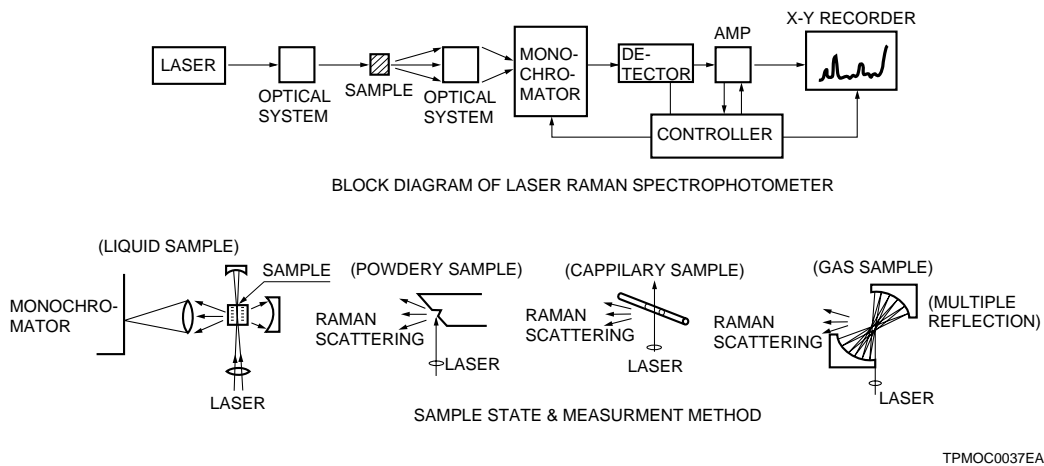 X-Y RECORDER
AMP
LASER
OPTICAL
SYSTEM
SAMPLE
OPTICAL
SYSTEM
MONO-
CHRO-
MATOR
DE-
TECTOR
CONTROLLER
BLOCK DIAGRAM OF LASER RAMAN SPECTROPHOTOMETER
(LIQUID SAMPLE)
SAMPLE
MONOCHRO-
MATOR
LASER
(POWDERY SAMPLE)
RAMAN
SCATTERING
LASER
(CAPPILARY SAMPLE)
RAMAN
SCATTERING
LASER
(GAS SAMPLE)
(MULTIPLE
REFLECTION)
RAMAN
SCATTERING
LASER
SAMPLE STATE & MEASURMENT METHOD
TPMOC0037EA